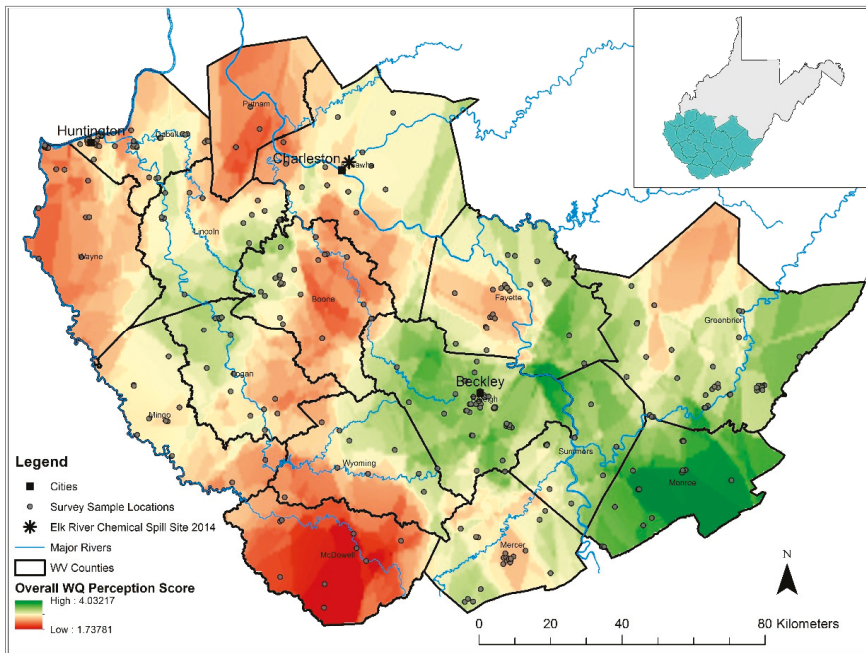 Putnam
Huntington
Cabell
Charleston
Lincoln
Wayne
Boone
Fayette
Greenbrier
Logan
Beckley
Mingo
Legend
Wyoming
Summers
Cities
Monroe
Survey Sample Locations
Elk River Chemical Spill Site 2014
Mercer
McDowell
Major Rivers
N
WV Counties
Overall WQ Perception Score
High : 4.03217
Low : 1.73781
0 20 40 60 80 Kilometers